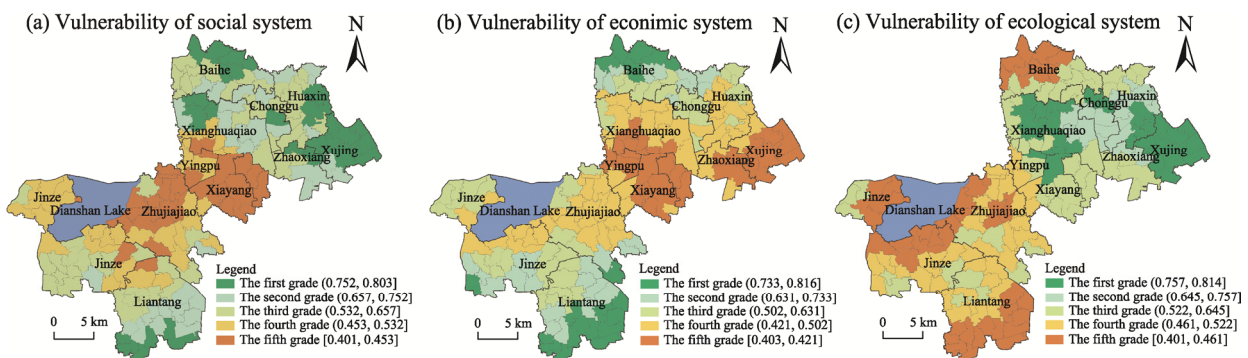 (a) Vulnerability of social system
N
Baihe
Huaxin
Chonggu
Xianghuaqiao
Zhaoxiang
Xujing
Yingpu
Xiayang
Jinze
Dianshan Lake
Zhujiajiao
Jinze
Liantang
Legend
The first grade (0.752, 0.803]
The second grade (0.657, 0.752]
The third grade (0.532, 0.657]
The fourth grade (0.453, 0.532]
The fifth grade [0.401, 0.453]
0 5 km
(b) Vulnerability of econimic system
N
Baihe
Huaxin
Chonggu
Xianghuaqiao
Xujing
Zhaoxiang
Yingpu
Xiayang
Jinze
Dianshan Lake
Zhujiajiao
Jinze
Liantang
Legend
The first grade (0.733, 0.816]
The second grade (0.631, 0.733]
The third grade (0.502, 0.631]
The fourth grade (0.421, 0.502]
The fifth grade [0.403, 0.421]
0 5 km
(c) Vulnerability of ecological system
N
Baihe
Huaxin
Chonggu
Xianghuaqiao
Xujing
Zhaoxiang
Yingpu
Xiayang
Jinze
Dianshan Lake
Zhujiajiao
Jinze
Liantang
Legend
The first grade (0.757, 0.814]
The second grade (0.645, 0.757]
The third grade (0.522, 0.645]
The fourth grade (0.461, 0.522]
The fifth grade [0.401, 0.461]
0 5 km